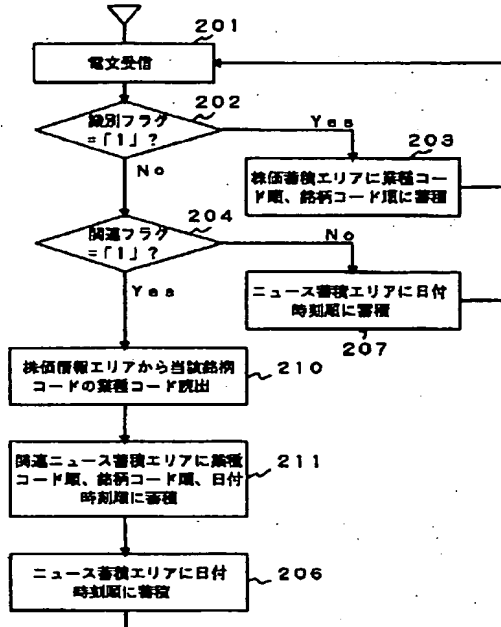 201
電文受信
202
識別フラグ
=「1」?
Yes
No
203
株価蓄積エリアに業種コー
ド順、銘柄コード順に蓄積
204
関連フラグ
=「1」?
No
Yes
ニュース蓄積エリアに日付
時刻順に蓄積
207
株価情報エリアから当該銘柄
コードの業種コード読出
210
関連ニュース蓄積エリアに業種
コード順、銘柄コード順、日付
時刻順に蓄積
211
ニュース蓄積エリアに日付
時刻順に蓄積
206